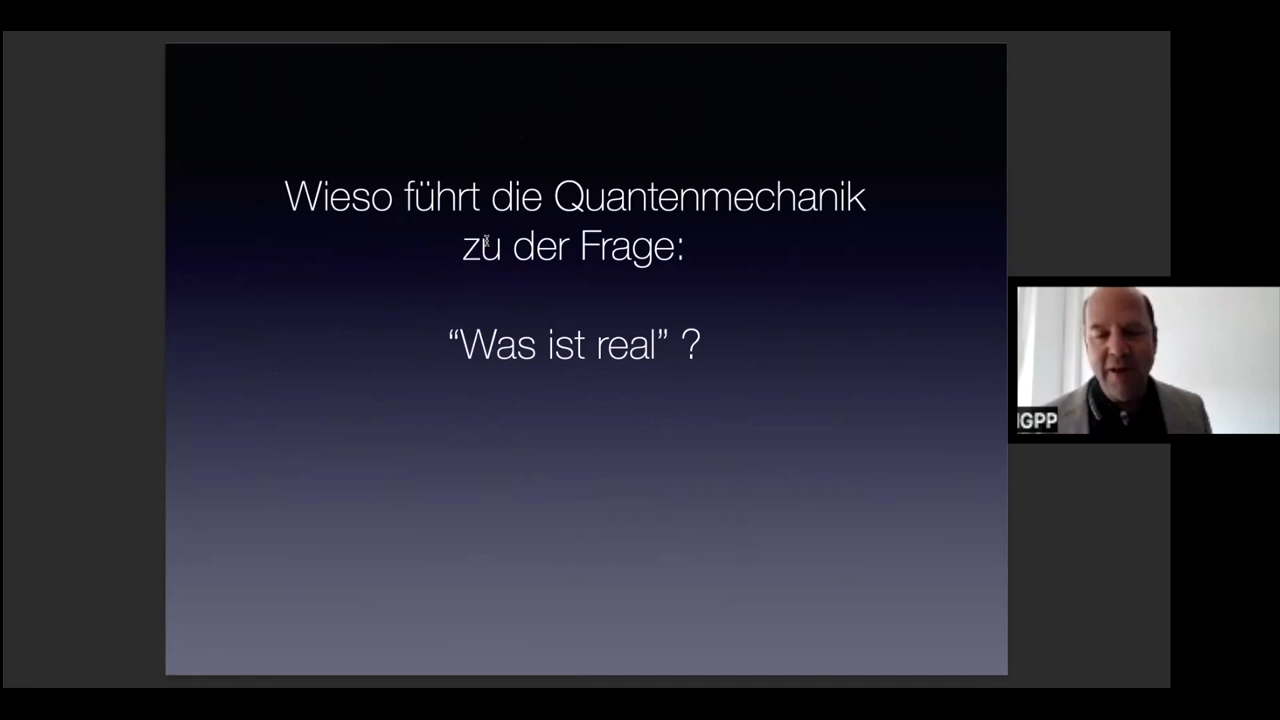 Wieso führt die Quantenmechanik
zu der Frage:
“Was ist real” ?
IGPP